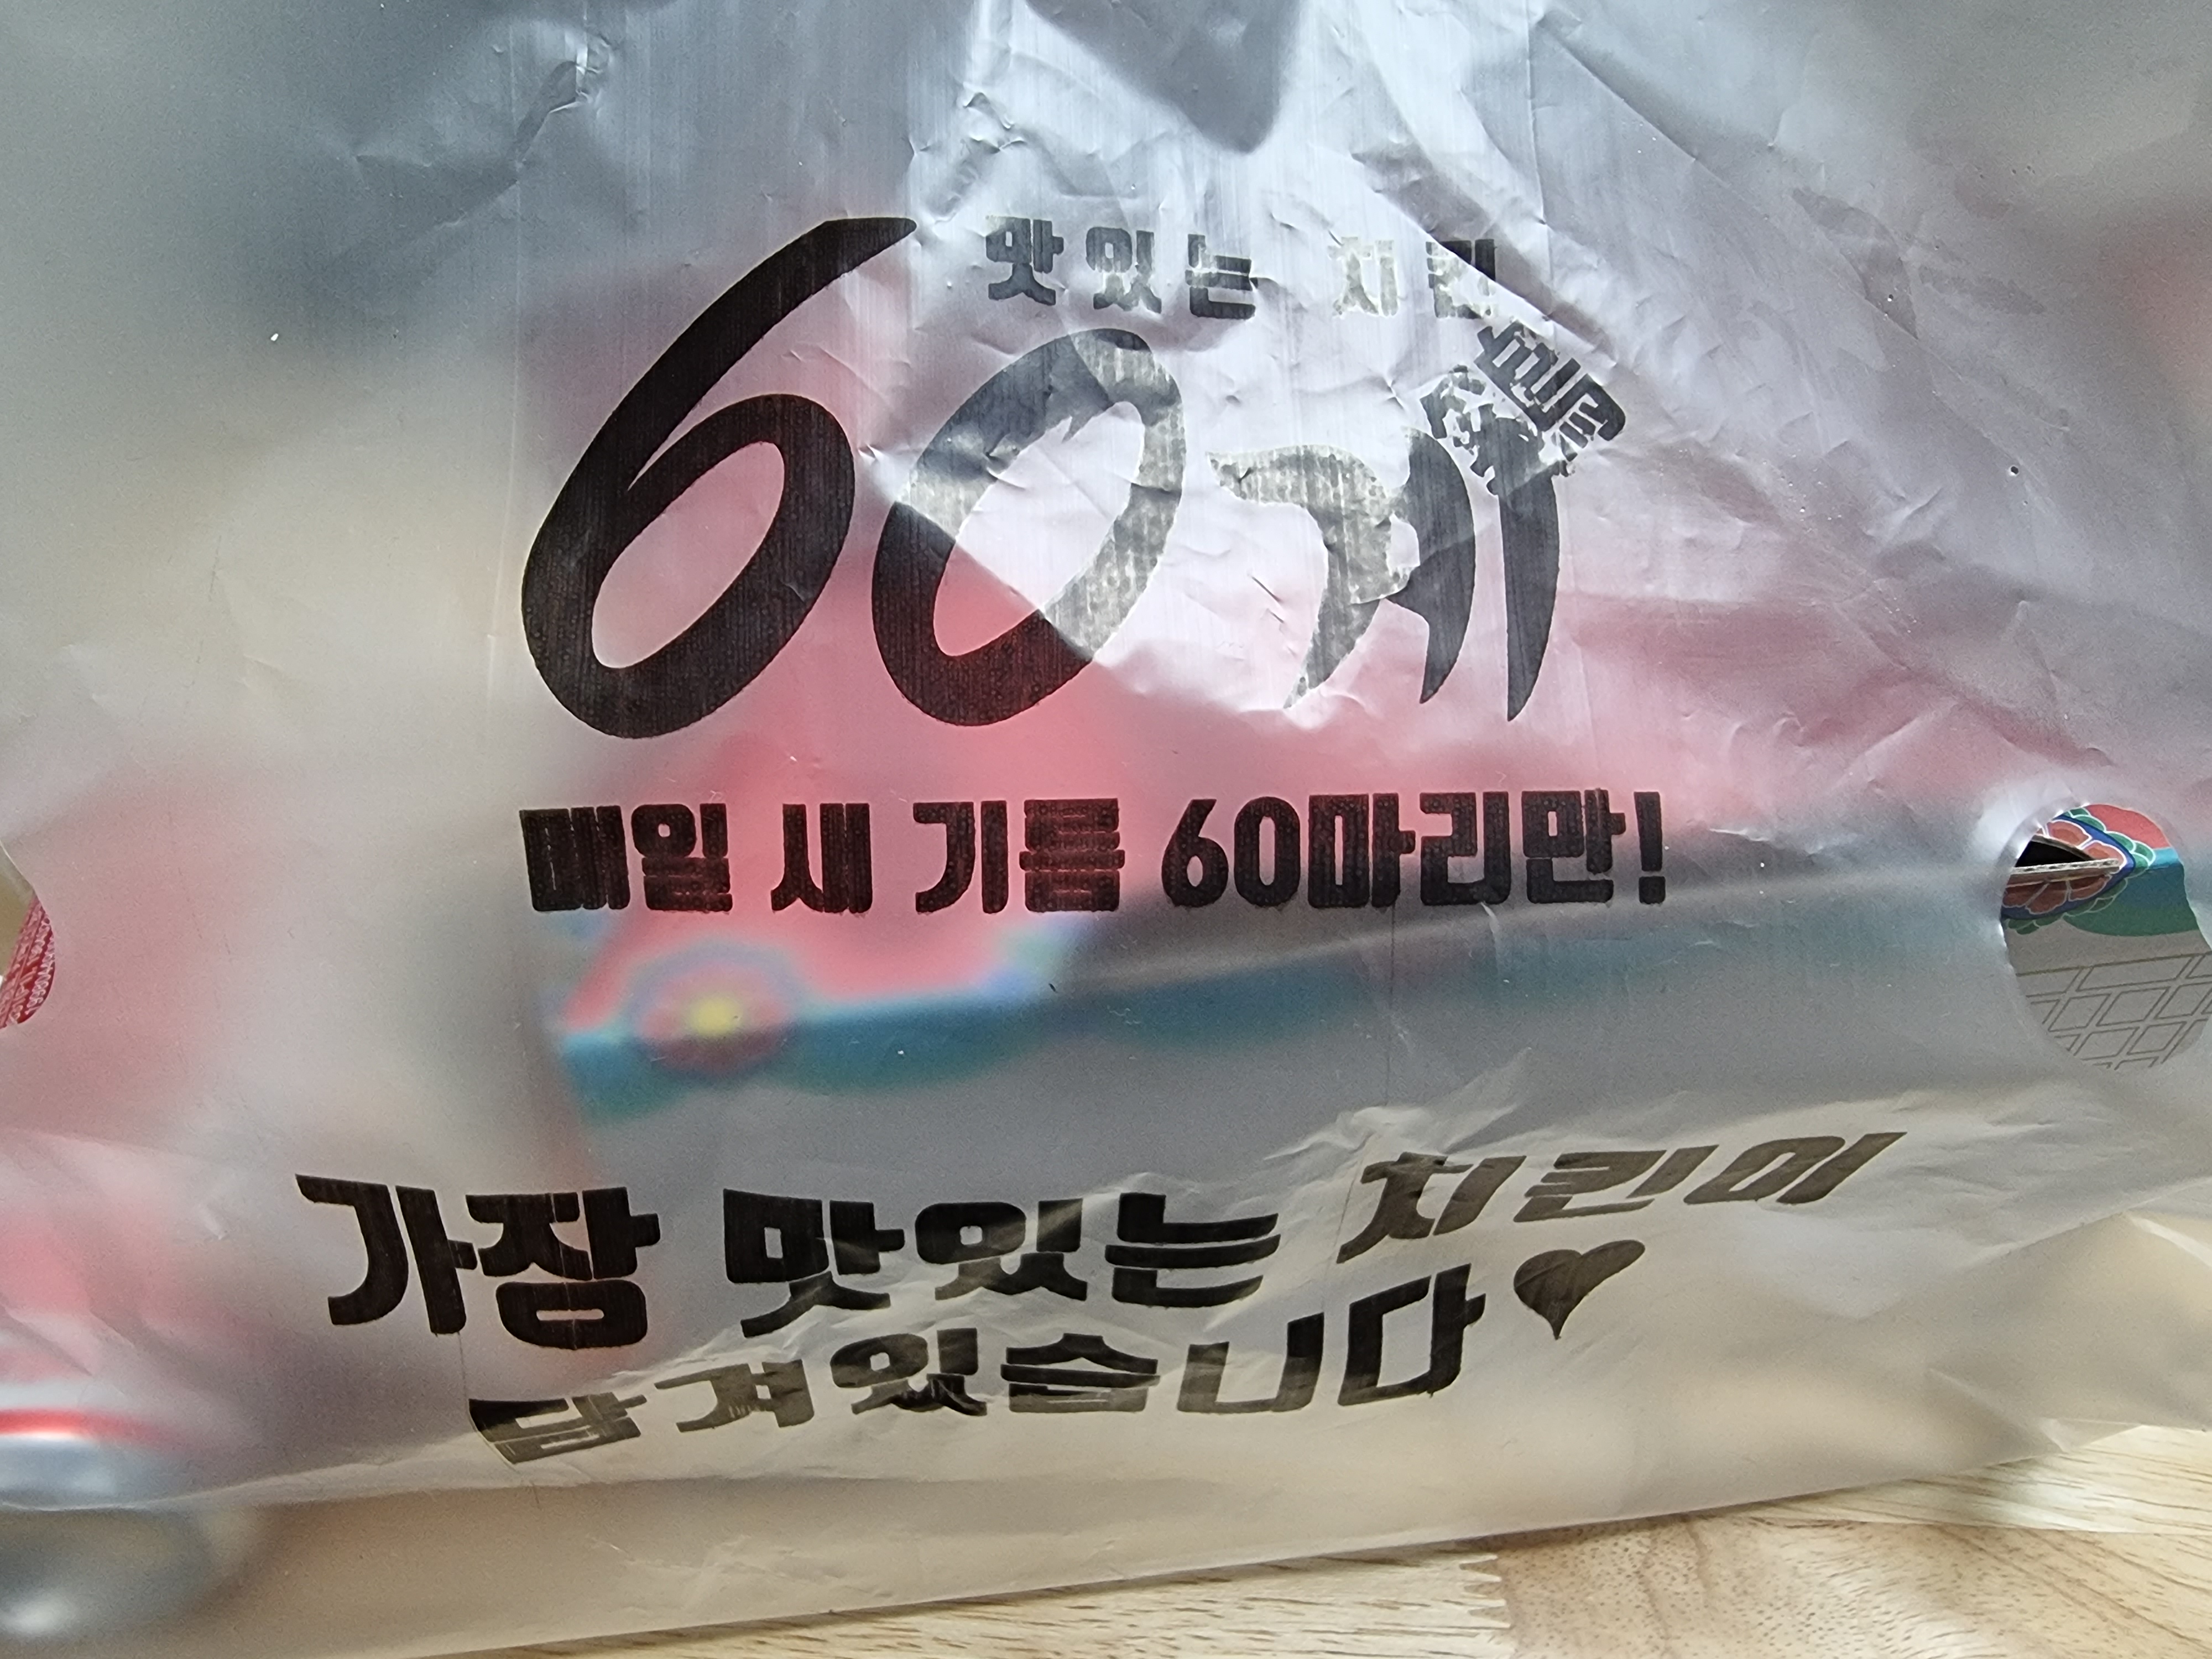 맛있는 치킨
60계
매일 새 기름 60마리만!
가장 맛있는 치킨이
담겨있습니다♥